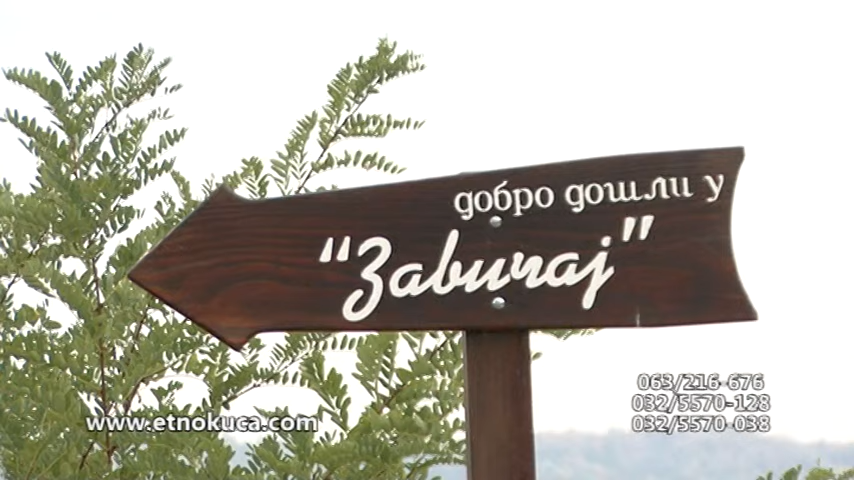 добро дошли у
"Завичај"
063/216-676
032/5570-128
www.etnokuca.com
032/5570-038